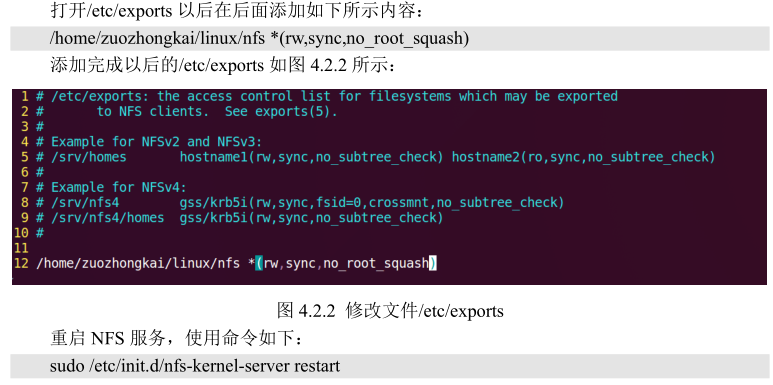 打开/etc/exports 以后在后面添加如下所示内容：
/home/zuozhongkai/linux/nfs *(rw,sync,no_root_squash)
添加完成以后的/etc/exports 如图 4.2.2 所示：
1 # /etc/exports: the access control list for filesystems which may be exported
2 #       to NFS clients.  See exports(5).
3 #
4 # Example for NFSv2 and NFSv3:
5 # /srv/homes       hostname1(rw,sync,no_subtree_check) hostname2(ro,sync,no_subtree_check)
6 #
7 # Example for NFSv4:
8 # /srv/nfs4        gss/krb5i(rw,sync,fsid=0,crossmnt,no_subtree_check)
9 # /srv/nfs4/homes  gss/krb5i(rw,sync,no_subtree_check)
10 #
11
12 /home/zuozhongkai/linux/nfs *(rw,sync,no_root_squash)
图 4.2.2 修改文件/etc/exports
重启 NFS 服务，使用命令如下：
sudo /etc/init.d/nfs-kernel-server restart